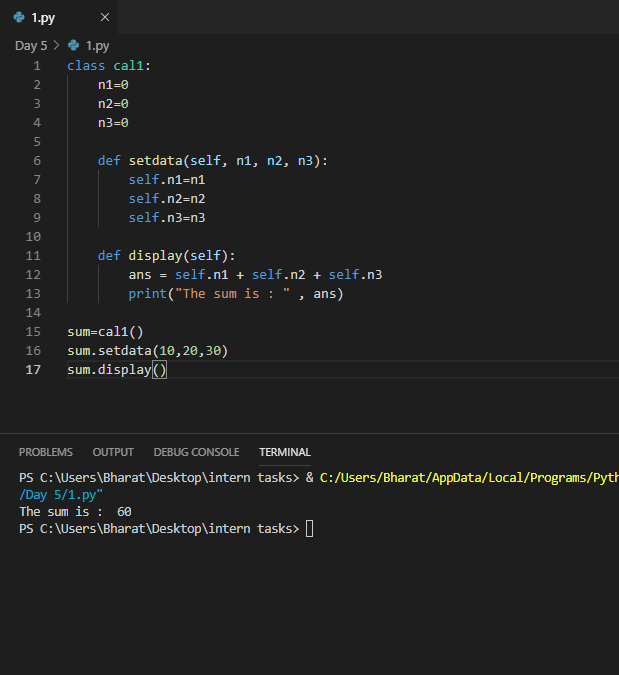 1.py ×
Day 5 > 1.py
1 class cal1:
2     n1=0
3     n2=0
4     n3=0
5
6     def setdata(self, n1, n2, n3):
7         self.n1=n1
8         self.n2=n2
9         self.n3=n3
10
11     def display(self):
12         ans = self.n1 + self.n2 + self.n3
13         print("The sum is : " , ans)
14
15 sum=cal1()
16 sum.setdata(10,20,30)
17 sum.display()
PROBLEMS OUTPUT DEBUG CONSOLE TERMINAL
PS C:\Users\Bharat\Desktop\intern tasks> & C:/Users/Bharat/AppData/Local/Programs/Pyth
/Day 5/1.py"
The sum is :  60
PS C:\Users\Bharat\Desktop\intern tasks>